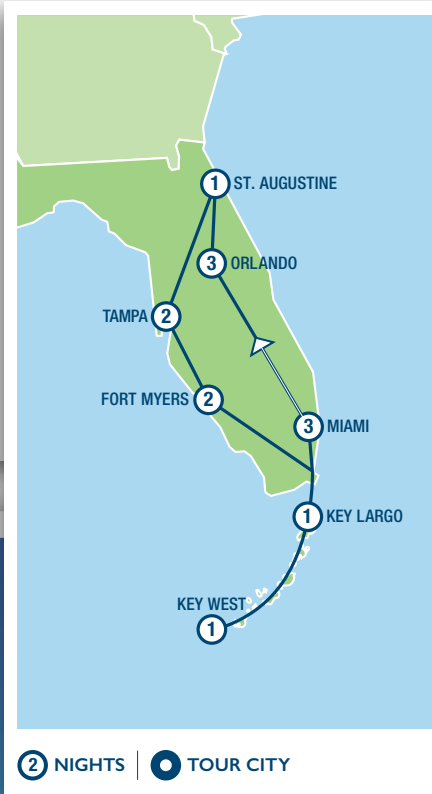 1 ST. AUGUSTINE
3 ORLANDO
TAMPA 2
FORT MYERS 2
3 MIAMI
1 KEY LARGO
KEY WEST
1
2 NIGHTS TOUR CITY